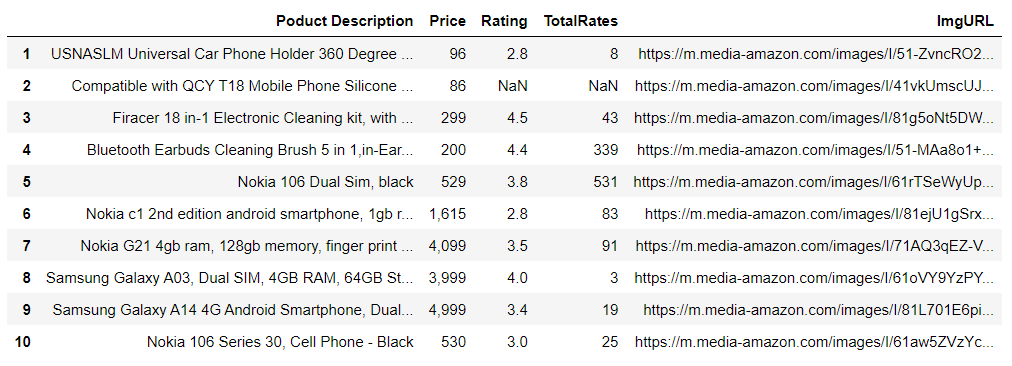 Poduct Description Price Rating TotalRates ImgURL
1 USNASLM Universal Car Phone Holder 360 Degree ... 96 2.8 8 https://m.media-amazon.com/images/I/51-ZvncRO2...
2 Compatible with QCY T18 Mobile Phone Silicone ... 86 NaN NaN https://m.media-amazon.com/images/I/41vkUmscUJ...
3 Firacer 18 in-1 Electronic Cleaning kit, with ... 299 4.5 43 https://m.media-amazon.com/images/I/81g5oNt5DW...
4 Bluetooth Earbuds Cleaning Brush 5 in 1,in-Ear... 200 4.4 339 https://m.media-amazon.com/images/I/51-MAa8o1+...
5 Nokia 106 Dual Sim, black 529 3.8 531 https://m.media-amazon.com/images/I/61rTSeWyUp...
6 Nokia c1 2nd edition android smartphone, 1gb r... 1,615 2.8 83 https://m.media-amazon.com/images/I/81ejU1gSrx...
7 Nokia G21 4gb ram, 128gb memory, finger print ... 4,099 3.5 91 https://m.media-amazon.com/images/I/71AQ3qEZ-V...
8 Samsung Galaxy A03, Dual SIM, 4GB RAM, 64GB St... 3,999 4.0 3 https://m.media-amazon.com/images/I/61oVY9YzPY...
9 Samsung Galaxy A14 4G Android Smartphone, Dual... 4,999 3.4 19 https://m.media-amazon.com/images/I/81L701E6pi...
10 Nokia 106 Series 30, Cell Phone - Black 530 3.0 25 https://m.media-amazon.com/images/I/61aw5ZVzYc...